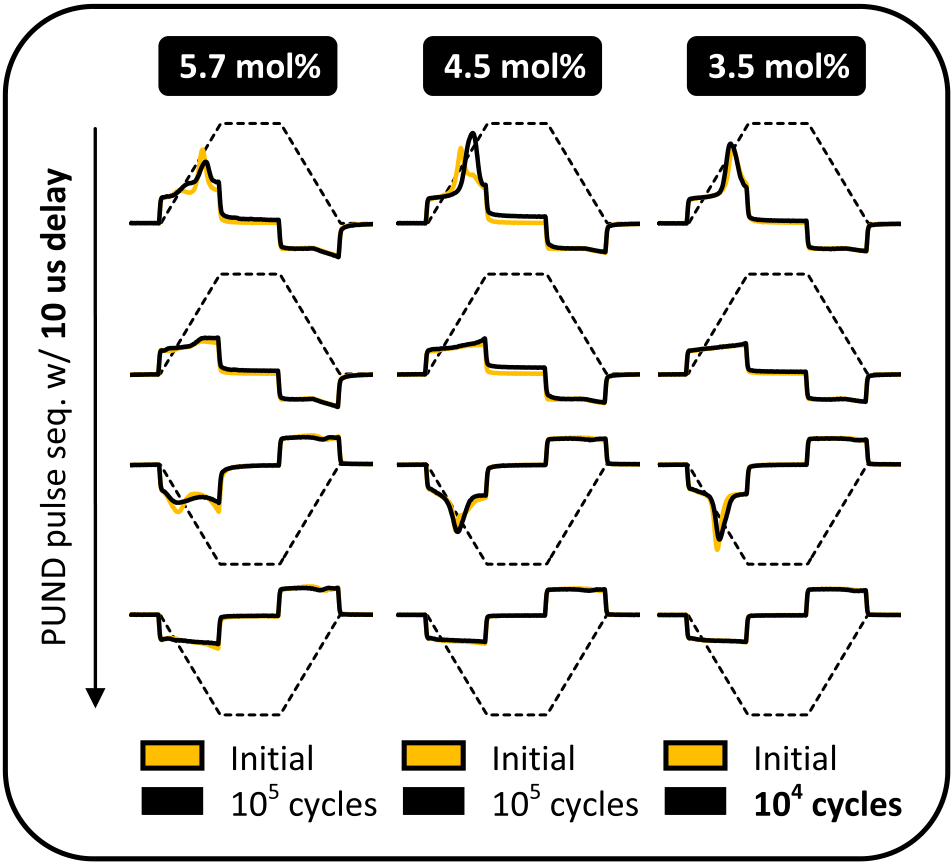 5.7 mol% 4.5 mol% 3.5 mol%
PUND pulse seq. w/ 10 us delay
Initial Initial Initial
10⁵ cycles 10⁵ cycles 10⁴ cycles